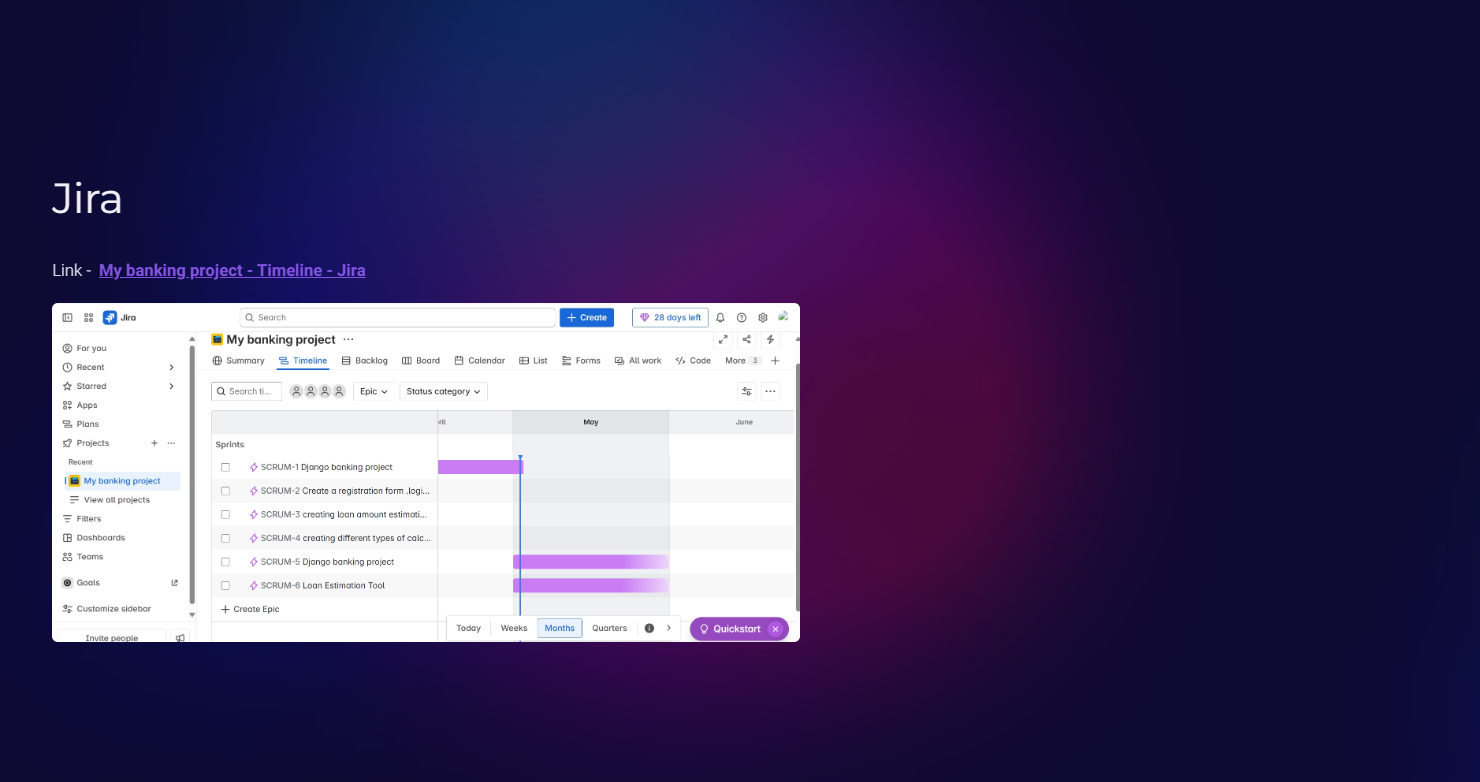 Jira
Link - My banking project - Timeline - Jira
Jira
Search
Create
28 days left
For you
Recent
Starred
Apps
Plans
Projects
Recent
My banking project
View all projects
Filters
Dashboards
Teams
Goals
Customize sidebar
Invite people
My banking project
Summary Timeline Backlog Board Calendar List Forms All work Code More 3
Search ti...
Epic
Status category
May June
Sprints
SCRUM-1 Django banking project
SCRUM-2 Create a registration form ,logi...
SCRUM-3 creating loan amount estimati...
SCRUM-4 creating different types of calc...
SCRUM-5 Django banking project
SCRUM-6 Loan Estimation Tool
Create Epic
Today Weeks Months Quarters
Quickstart